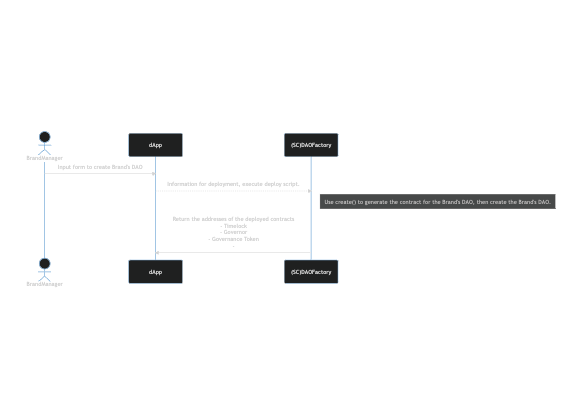 dApp
(SC)DAOFactory
BrandManager
Input form to create Brand's DAO
Information for deployment, execute deploy script.
Use create() to generate the contract for the Brand's DAO, then create the Brand's DAO.
Return the addresses of the deployed contracts
- Timelock
- Governor
- Governance Token
-
dApp
(SC)DAOFactory
BrandManager